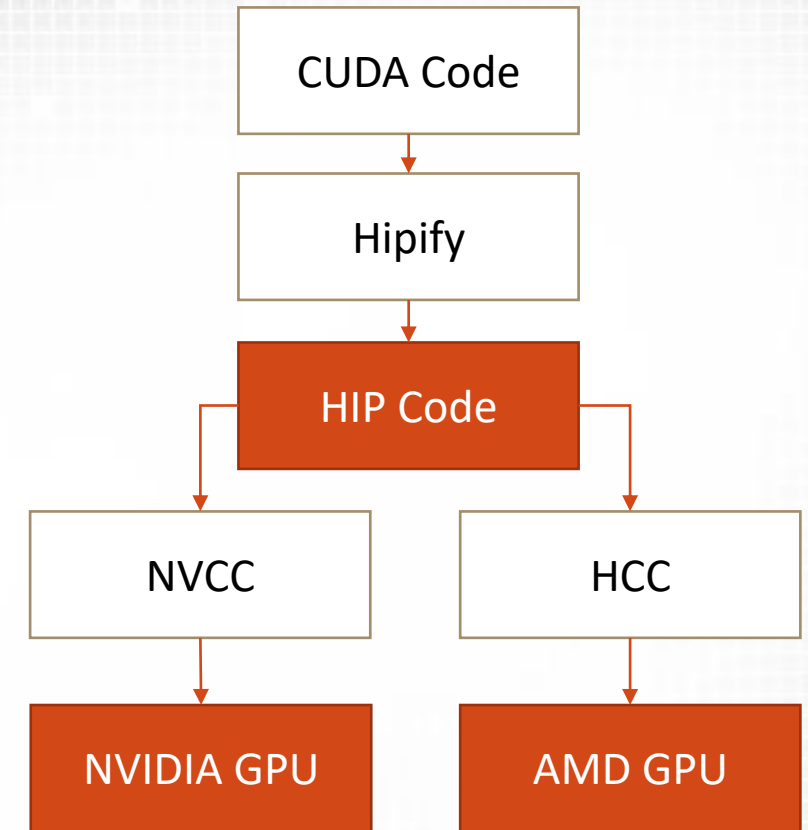 CUDA Code
Hipify
HIP Code
NVCC
HCC
NVIDIA GPU
AMD GPU